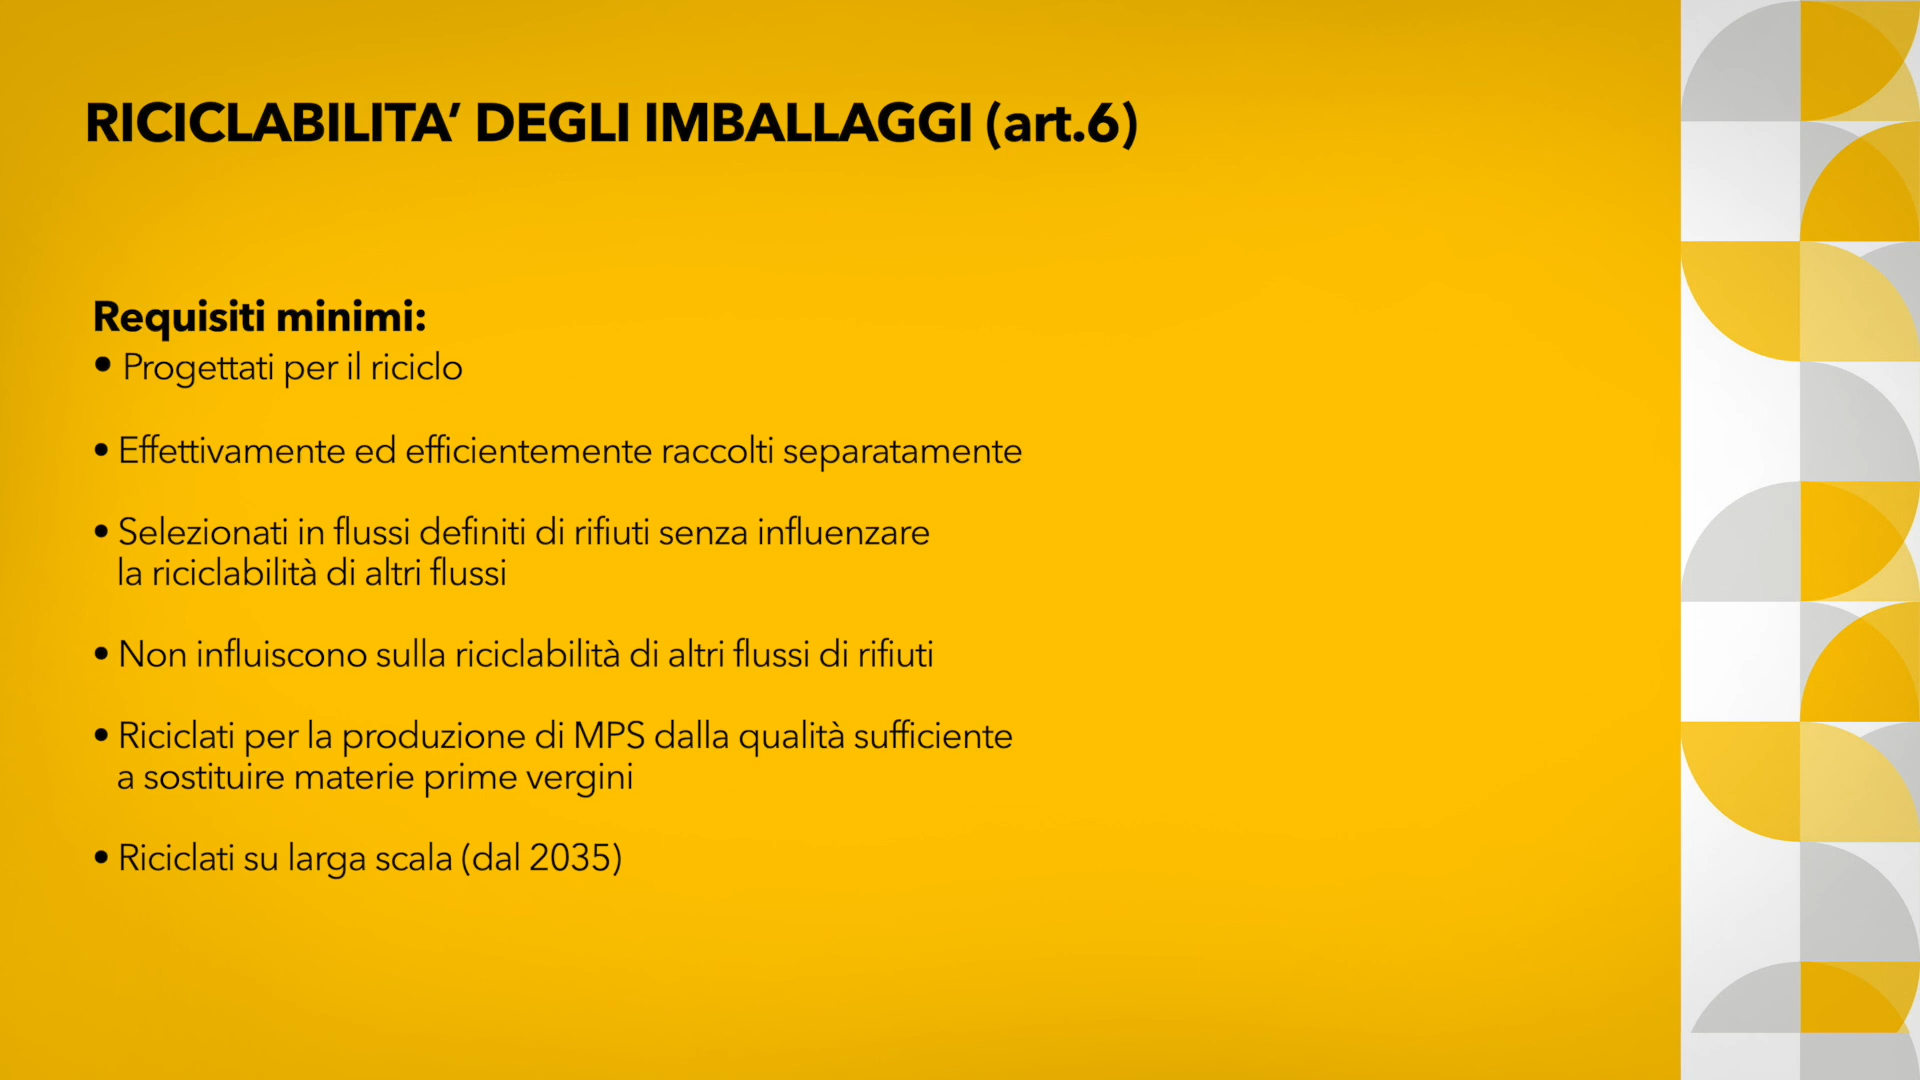 RICICLABILITA’ DEGLI IMBALLAGGI (art.6)
Requisiti minimi:
• Progettati per il riciclo
• Effettivamente ed efficientemente raccolti separatamente
• Selezionati in flussi definiti di rifiuti senza influenzare
la riciclabilità di altri flussi
• Non influiscono sulla riciclabilità di altri flussi di rifiuti
• Riciclati per la produzione di MPS dalla qualità sufficiente
a sostituire materie prime vergini
• Riciclati su larga scala (dal 2035)